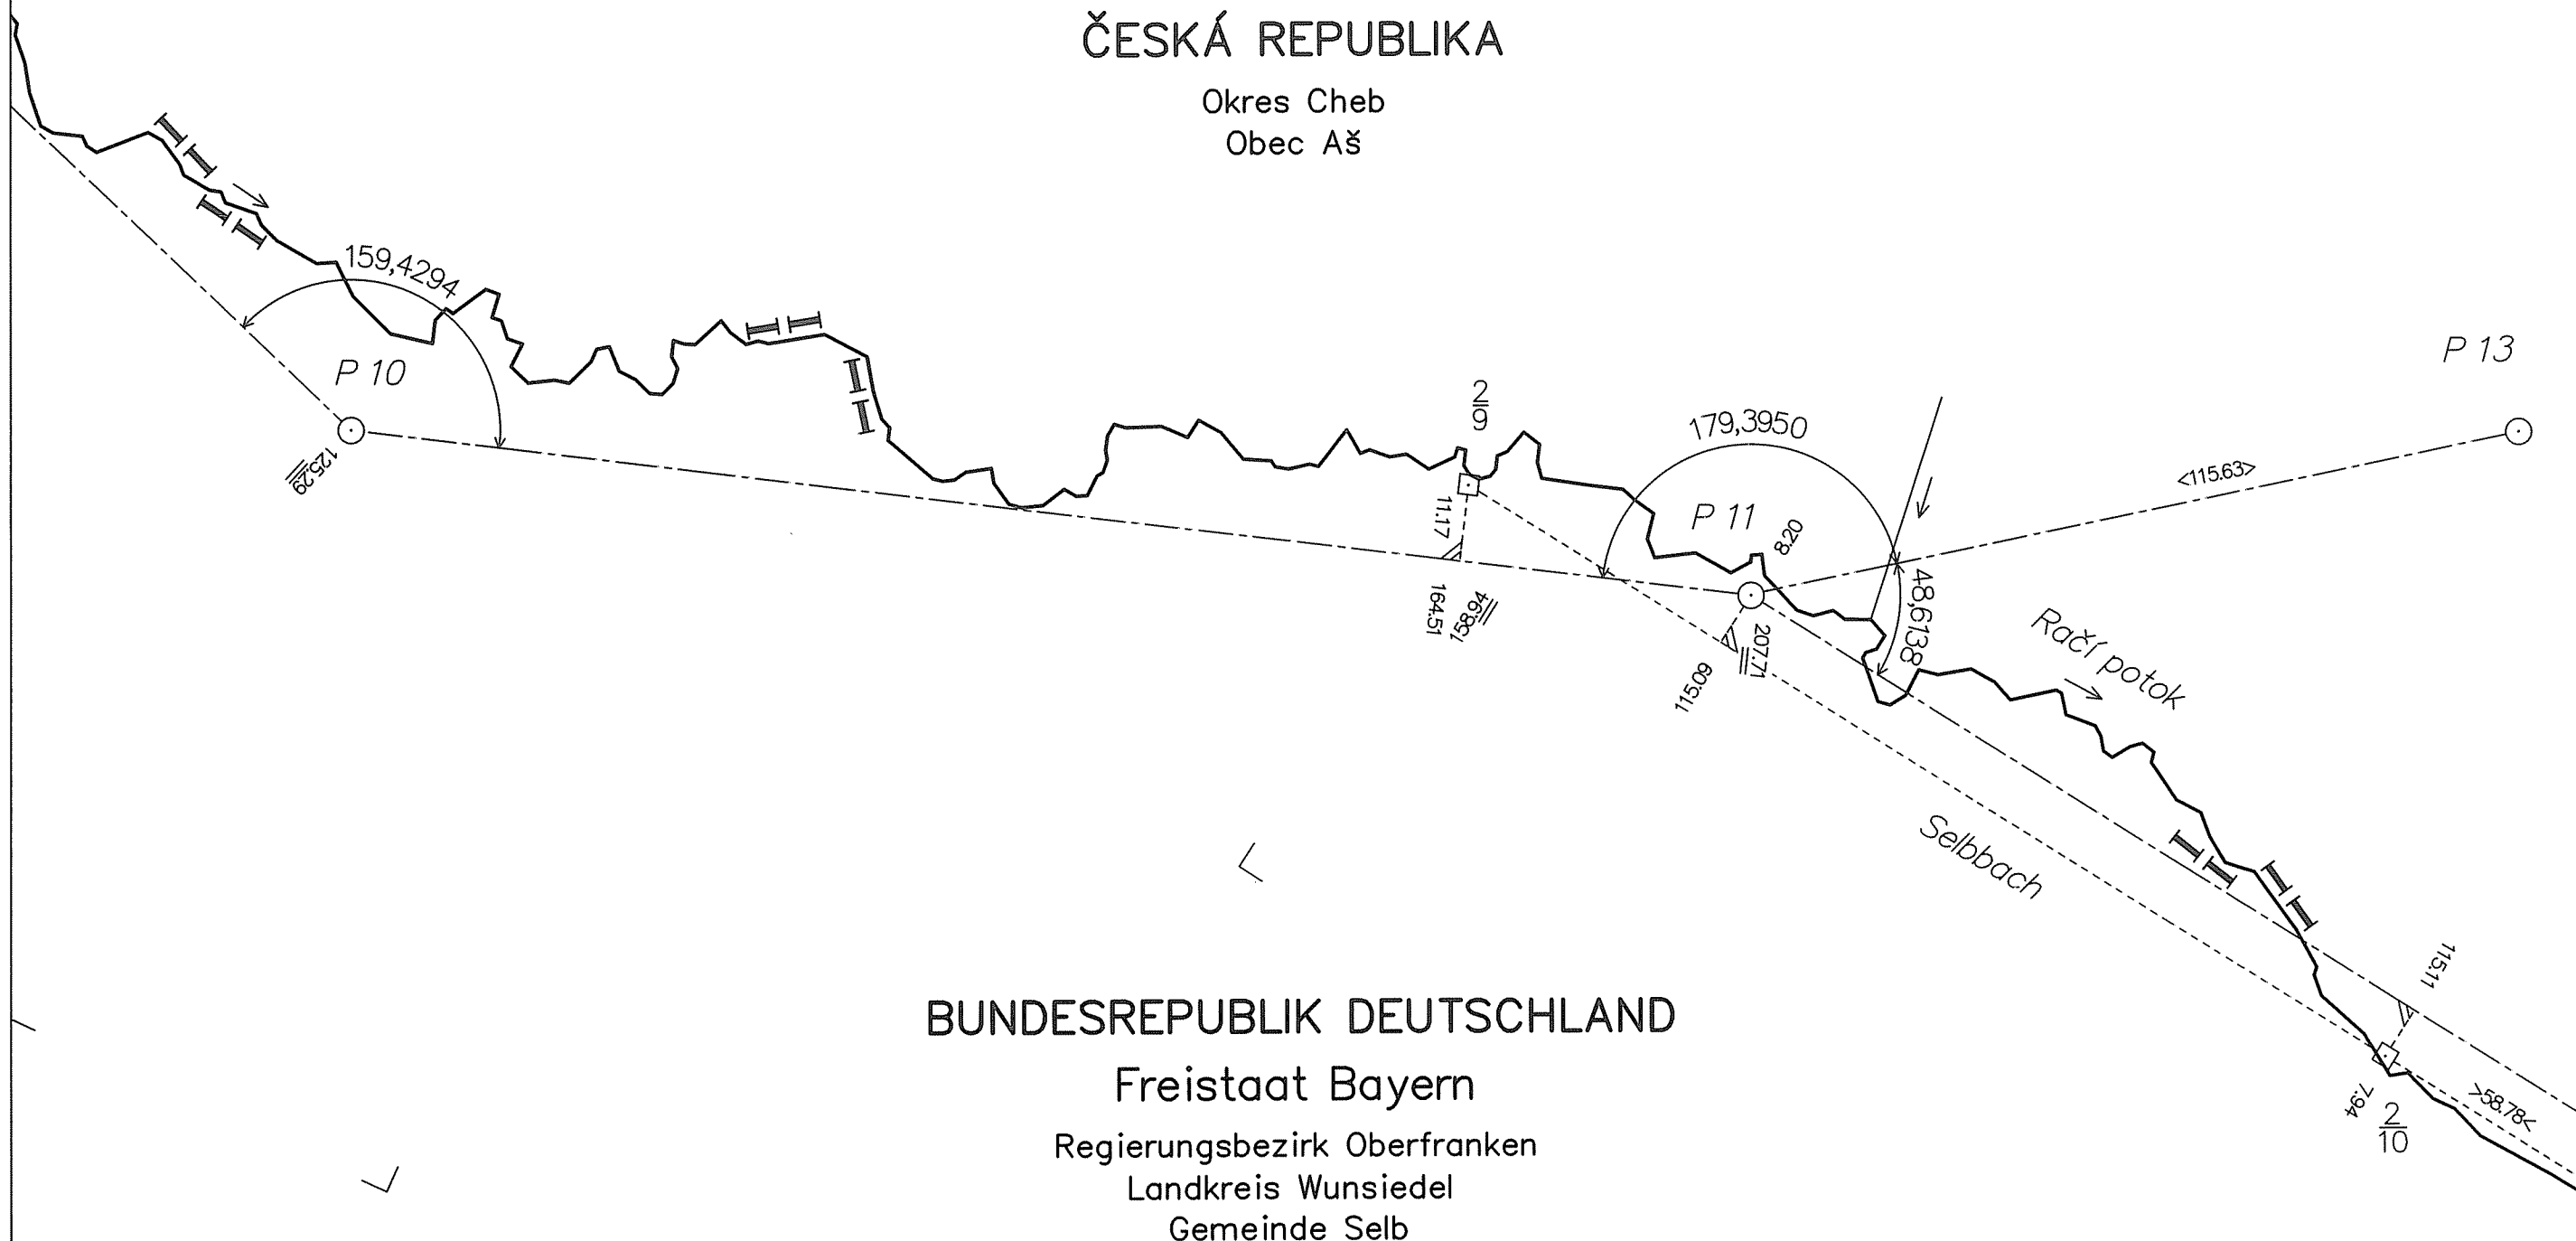 ČESKÁ REPUBLIKA
Okres Cheb
Obec Aš
159,4294
P 10
125.29
2
9
11.17
164.51
158.94
179,3950
P 11
8.20
207.71
115.09
48,6138
P 13
<115.63>
Račí potok
Selbbach
115.11
7.94
2
10
>58.78<
BUNDESREPUBLIK DEUTSCHLAND
Freistaat Bayern
Regierungsbezirk Oberfranken
Landkreis Wunsiedel
Gemeinde Selb